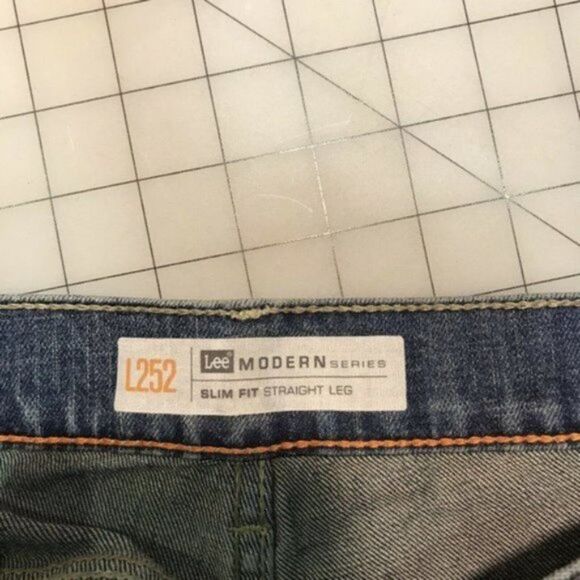 L252
Lee MODERN SERIES
SLIM FIT STRAIGHT LEG